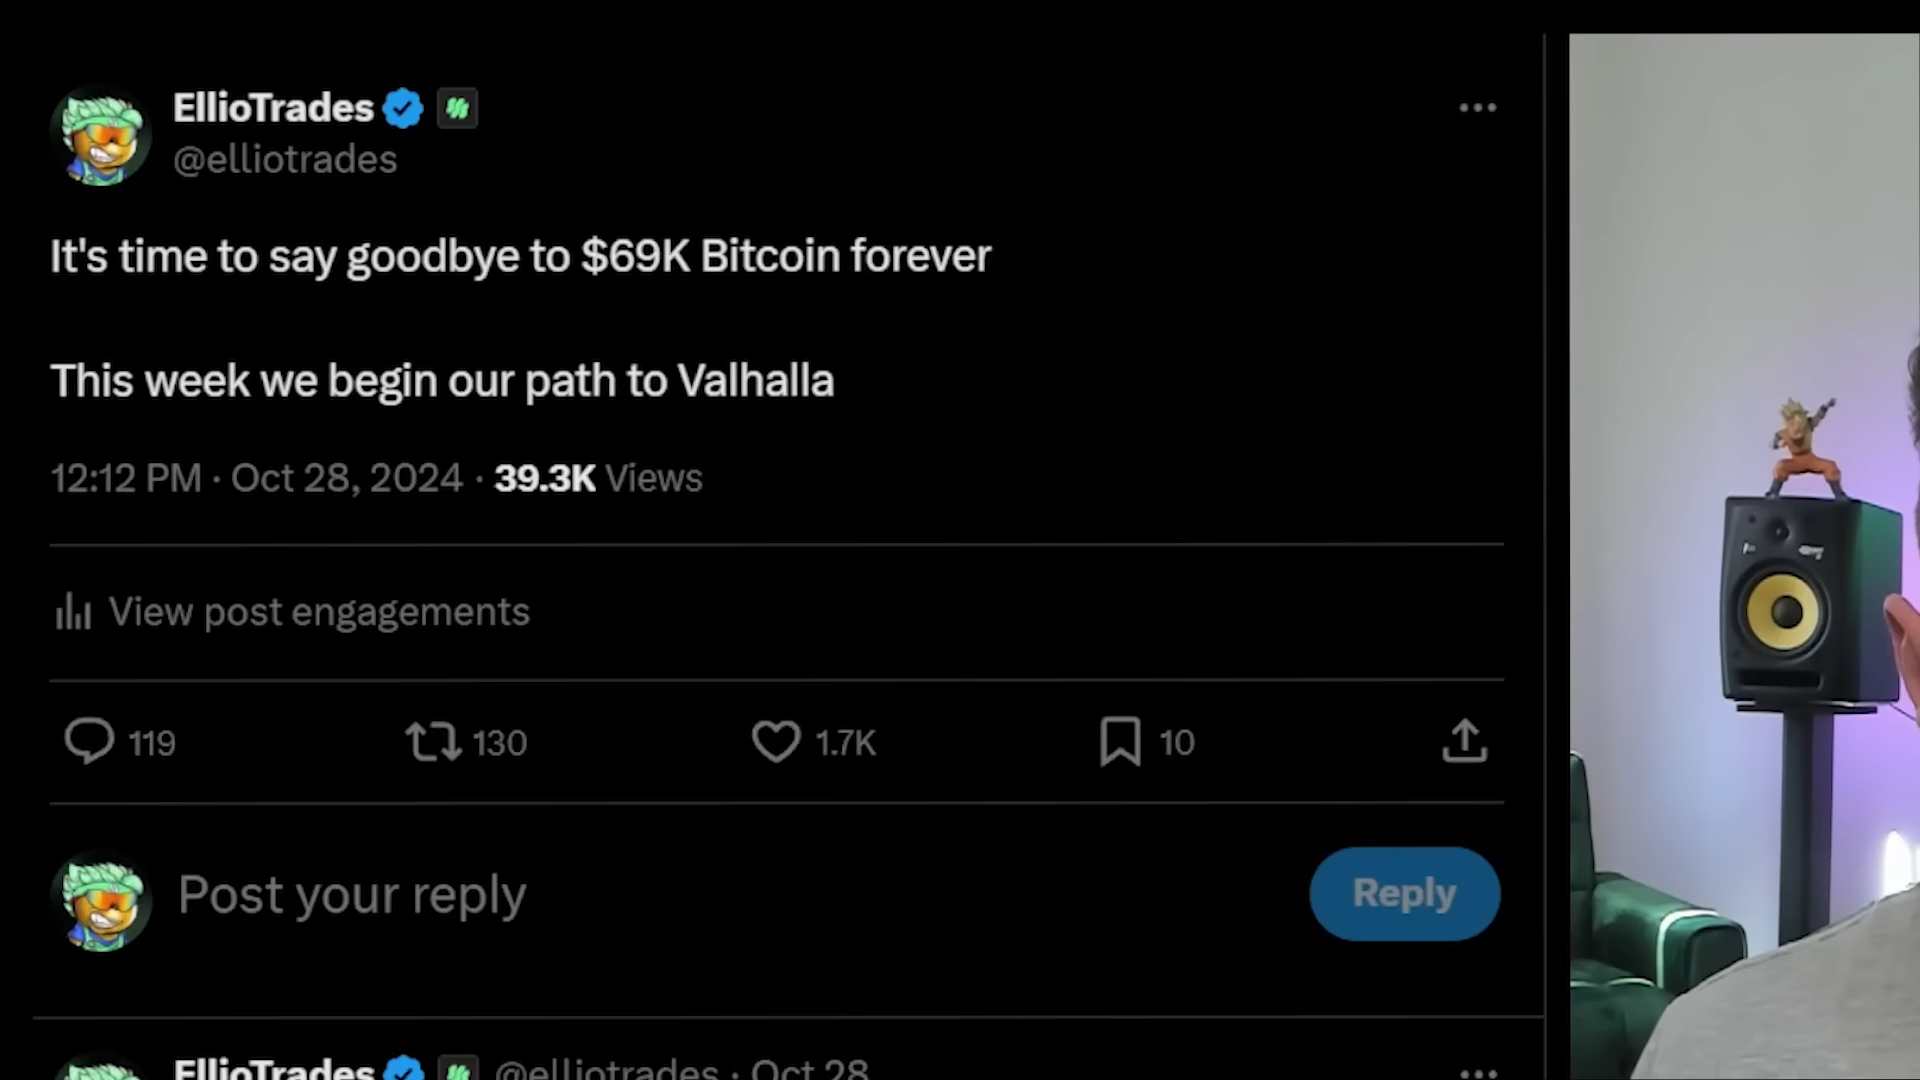 EllioTrades
@elliotrades
It's time to say goodbye to $69K Bitcoin forever
This week we begin our path to Valhalla
12:12 PM · Oct 28, 2024 · 39.3K Views
View post engagements
119 130 1.7K 10
Post your reply
Reply
EllioTrades @elliotrades · Oct 28